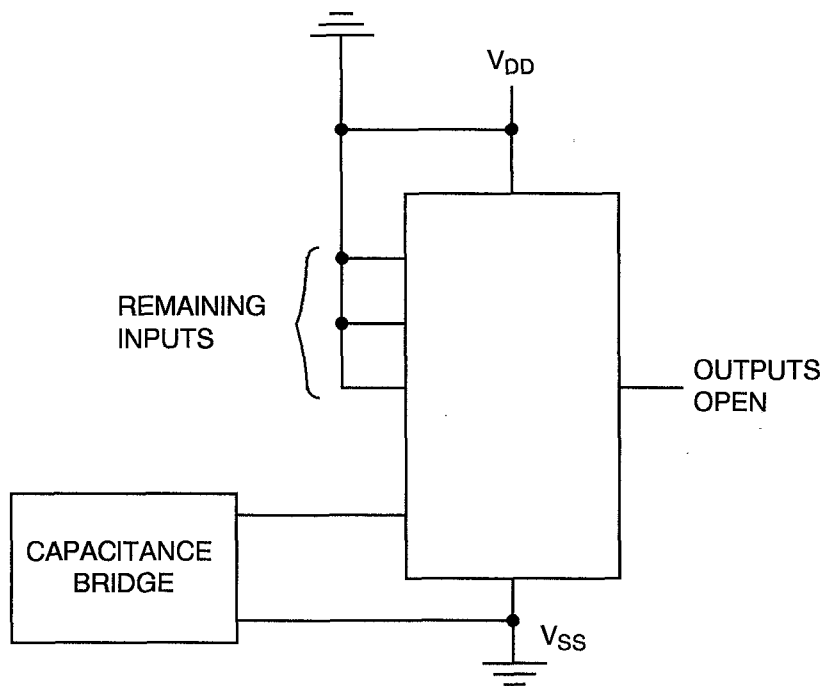 V_DD
REMAINING
INPUTS
OUTPUTS
OPEN
CAPACITANCE
BRIDGE
V_SS